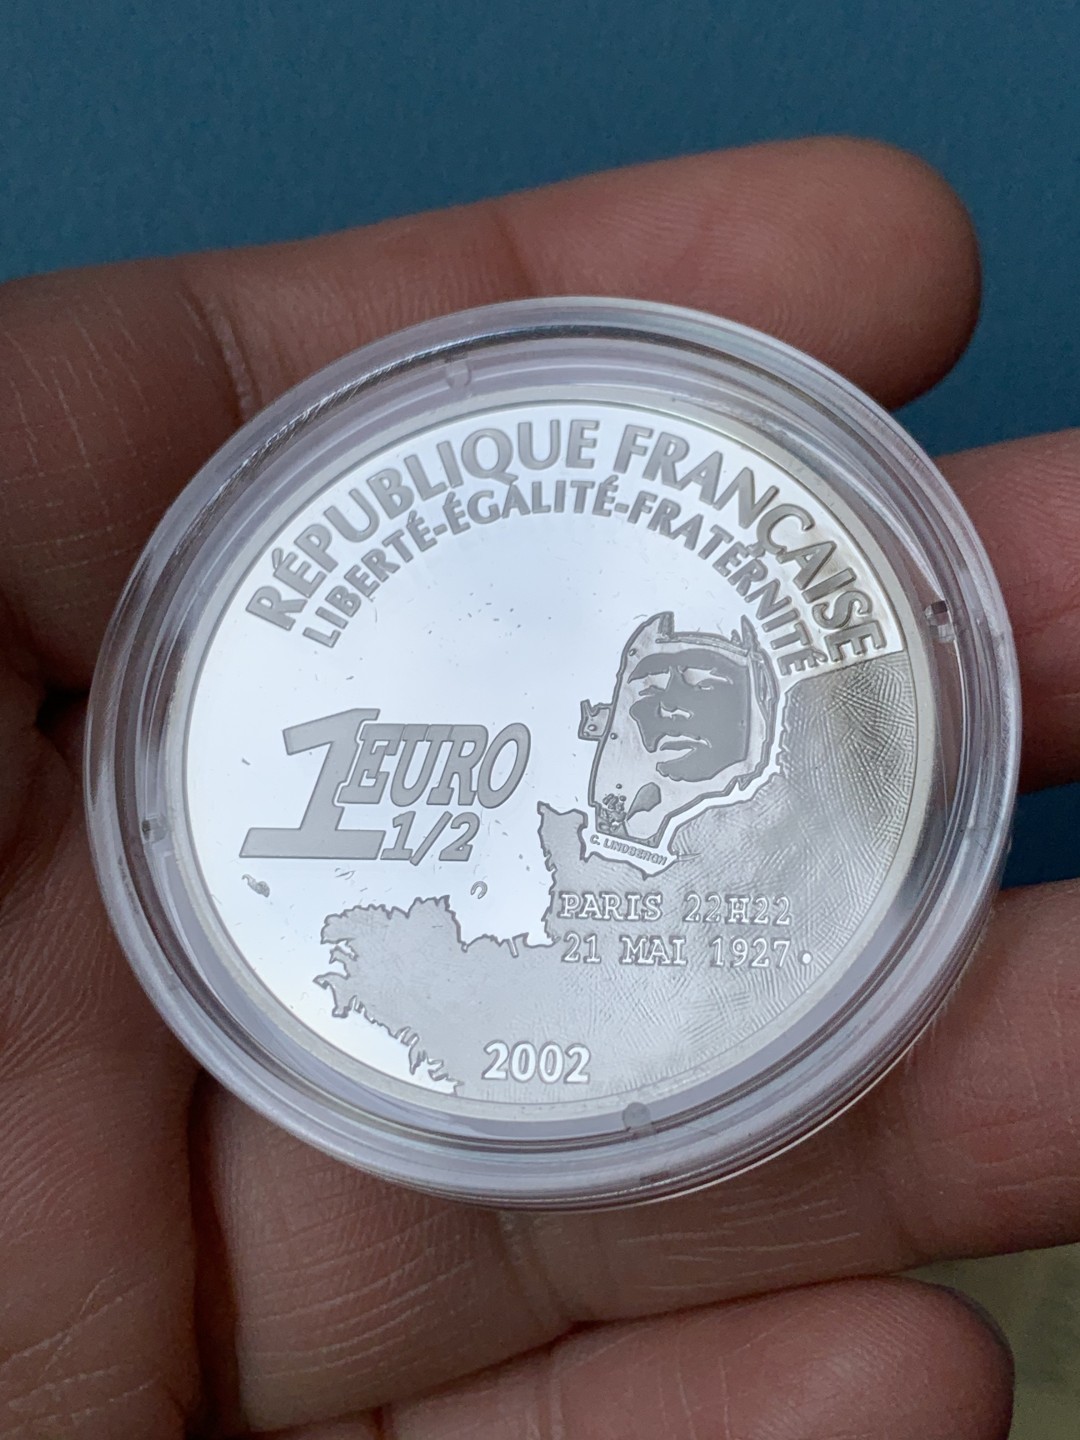 RÉPUBLIQUE FRANÇAISE
LIBERTÉ-ÉGALITÉ-FRATERNITÉ
1 EURO
1/2
C. LINDBERGH
PARIS 22H22
21 MAI 1927.
2002